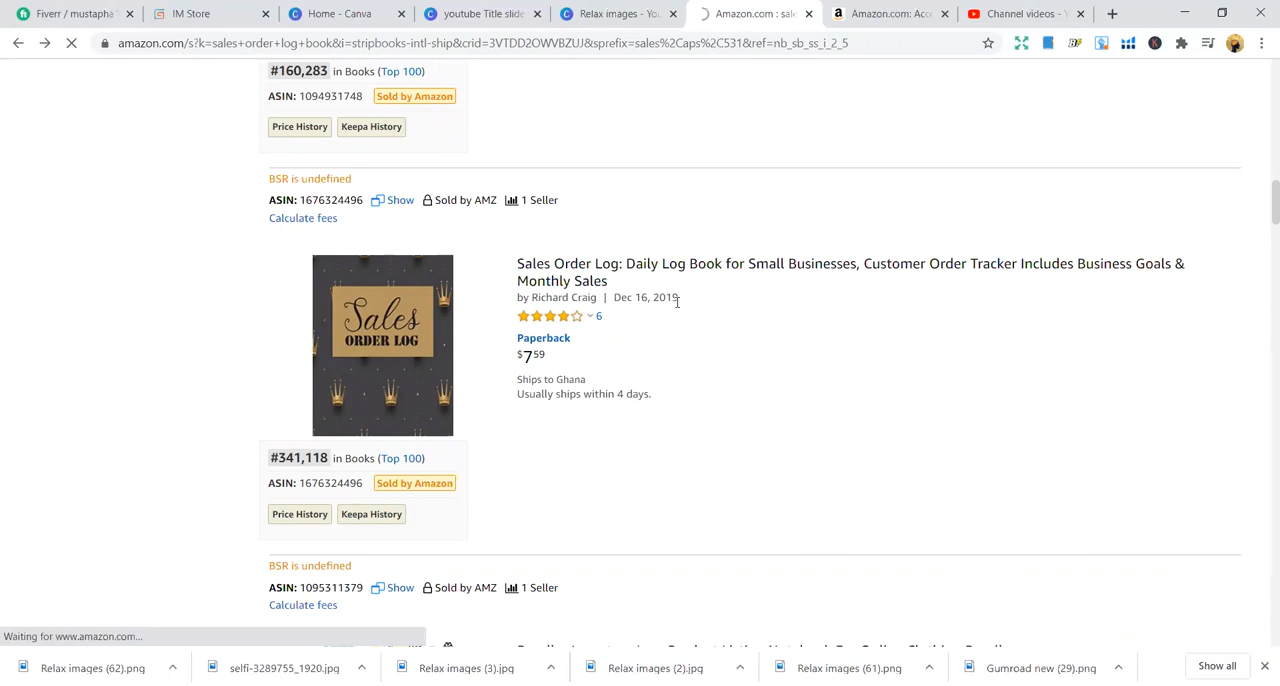 Fiverr / mustapha
IM Store
Home - Canva
youtube Title slide
Relax images - You
Amazon.com : sale
Amazon.com: Acc
Channel videos - Y
amazon.com/s?k=sales+order+log+book&i=stripbooks-intl-ship&crid=3VTDD2OWVBZUJ&sprefix=sales%2Caps%2C531&ref=nb_sb_ss_i_2_5
#160,283 in Books (Top 100)
ASIN: 1094931748 Sold by Amazon
Price History Keepa History
BSR is undefined
ASIN: 1676324496 Show Sold by AMZ 1 Seller
Calculate fees
Sales
ORDER LOG
Sales Order Log: Daily Log Book for Small Businesses, Customer Order Tracker Includes Business Goals &
Monthly Sales
by Richard Craig | Dec 16, 2019
6
Paperback
$7 59
Ships to Ghana
Usually ships within 4 days.
#341,118 in Books (Top 100)
ASIN: 1676324496 Sold by Amazon
Price History Keepa History
BSR is undefined
ASIN: 1095311379 Show Sold by AMZ 1 Seller
Calculate fees
Waiting for www.amazon.com...
Relax images (62).png
selfi-3289755_1920.jpg
Relax images (3).jpg
Relax images (2).jpg
Relax images (61).png
Gumroad new (29).png
Show all